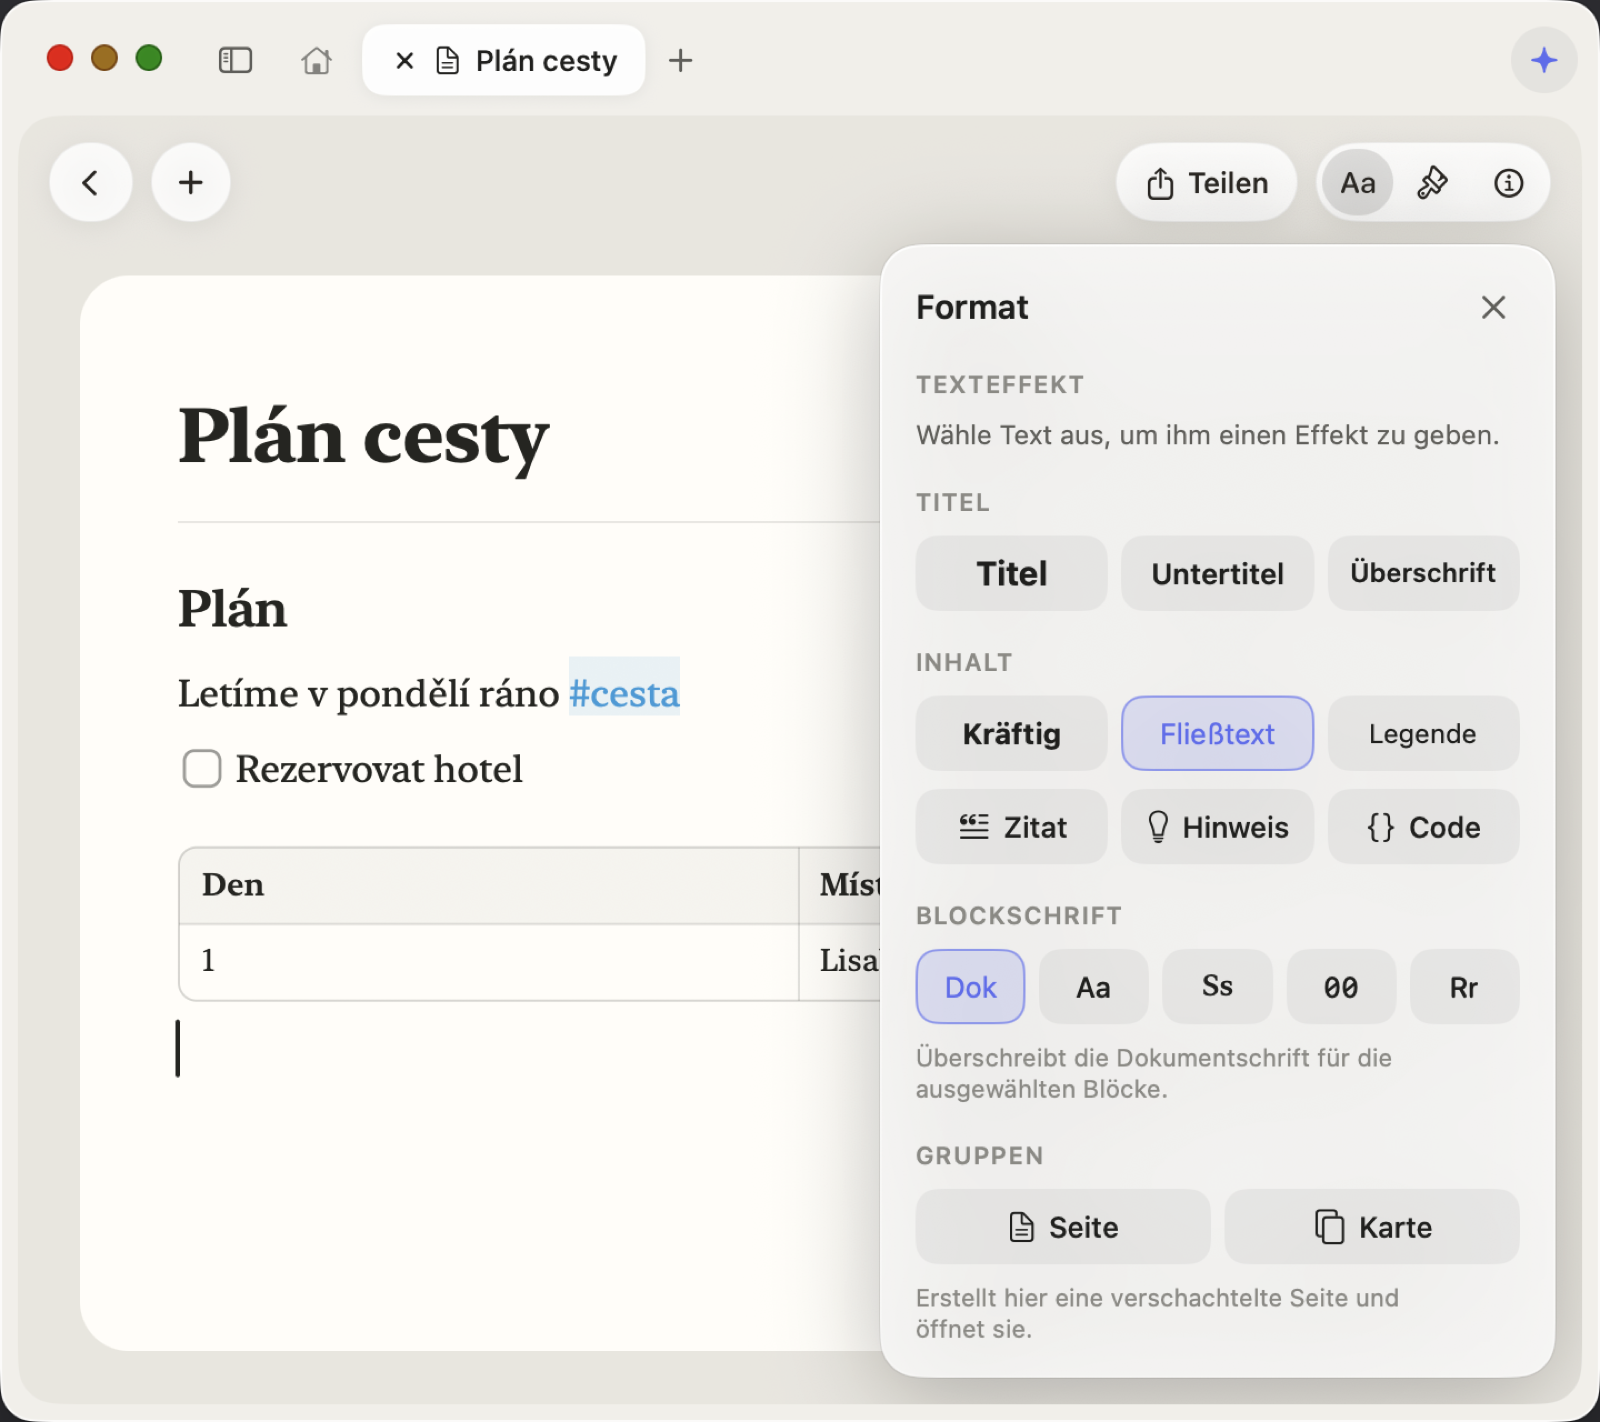 Plán cesty
Teilen
Aa
Format
TEXTEFFEKT
Wähle Text aus, um ihm einen Effekt zu geben.
TITEL
Titel
Untertitel
Überschrift
INHALT
Kräftig
Fließtext
Legende
Zitat
Hinweis
{} Code
BLOCKSCHRIFT
Dok
Aa
Ss
00
Rr
Überschreibt die Dokumentschrift für die
ausgewählten Blöcke.
GRUPPEN
Seite
Karte
Erstellt hier eine verschachtelte Seite und
öffnet sie.
Plán cesty
Plán
Letíme v pondělí ráno #cesta
Rezervovat hotel
Den
1